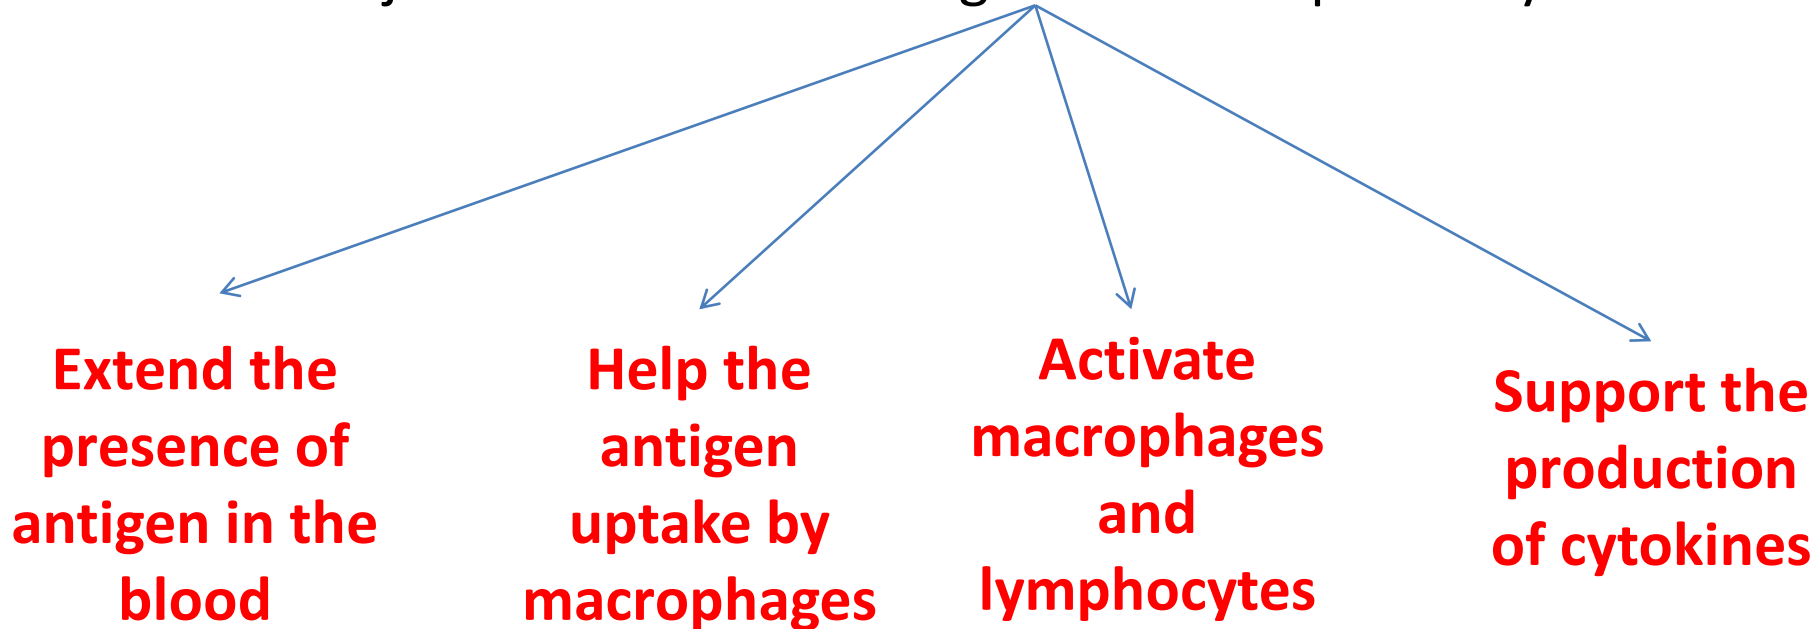 Extend the
presence of
antigen in the
blood
Help the
antigen
uptake by
macrophages
Activate
macrophages
and
lymphocytes
Support the
production
of cytokines